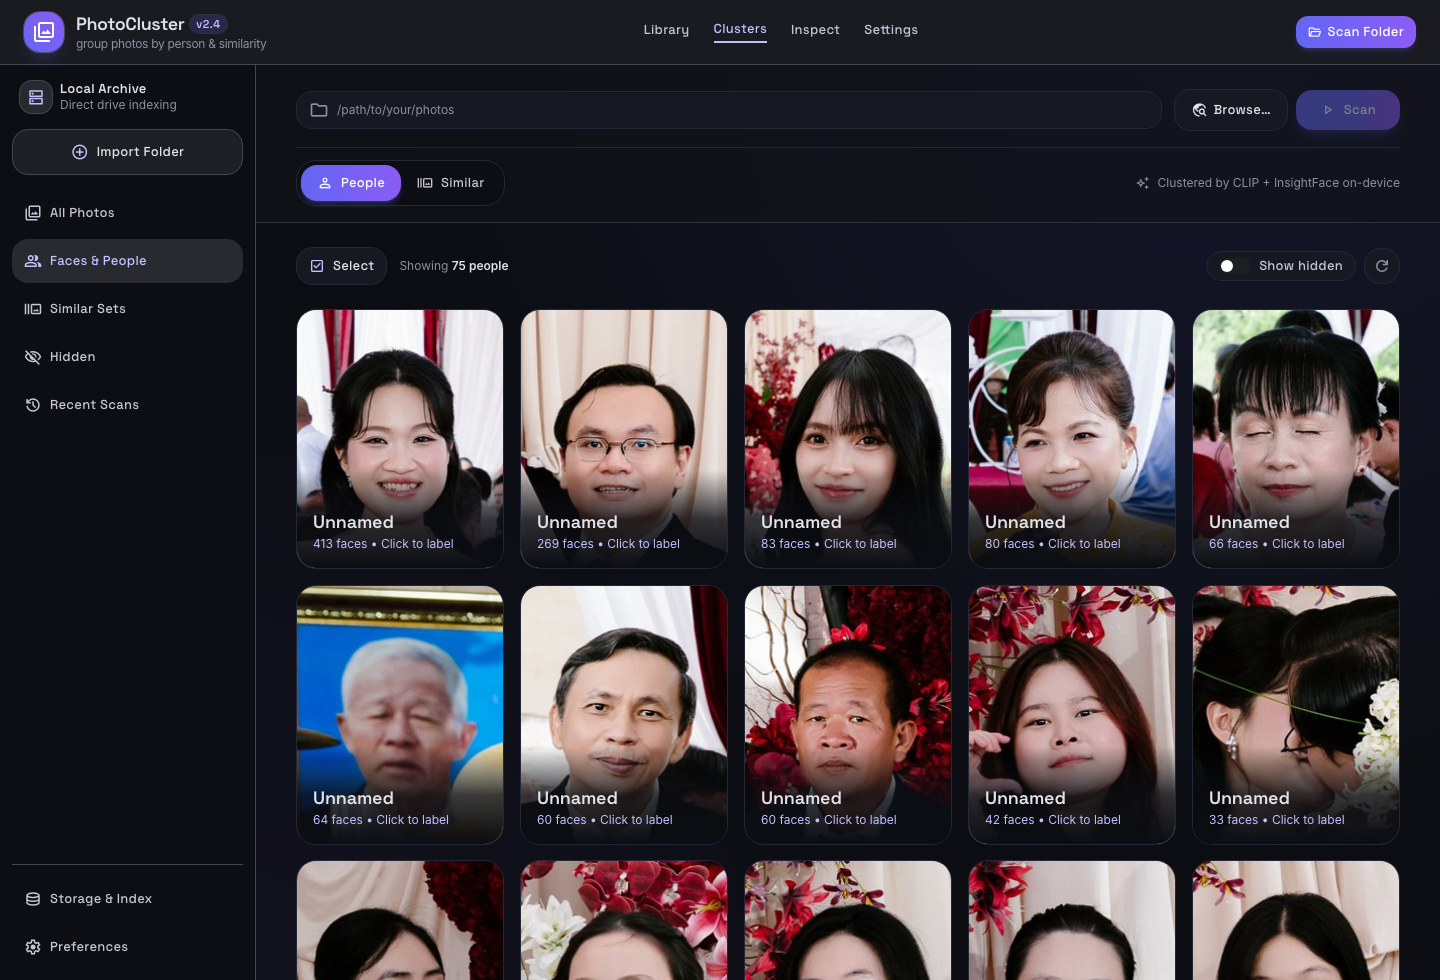 PhotoCluster v2.4
group photos by person & similarity
Library Clusters Inspect Settings
Scan Folder
Local Archive
Direct drive indexing
Import Folder
All Photos
Faces & People
Similar Sets
Hidden
Recent Scans
Storage & Index
Preferences
/path/to/your/photos
Browse...
Scan
People Similar
Clustered by CLIP + InsightFace on-device
Select
Showing 75 people
Show hidden
Unnamed
413 faces • Click to label
Unnamed
269 faces • Click to label
Unnamed
83 faces • Click to label
Unnamed
80 faces • Click to label
Unnamed
66 faces • Click to label
Unnamed
64 faces • Click to label
Unnamed
60 faces • Click to label
Unnamed
60 faces • Click to label
Unnamed
42 faces • Click to label
Unnamed
33 faces • Click to label